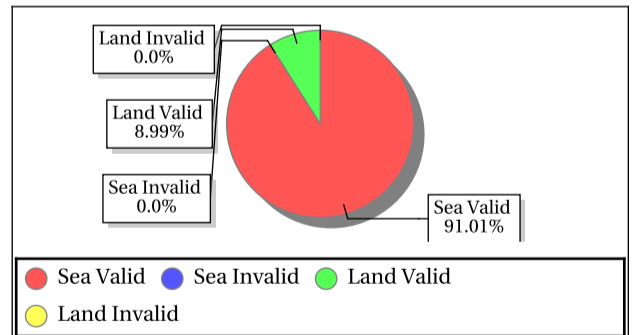 Land Invalid
0.0%
Land Valid
8.99%
Sea Invalid
0.0%
Sea Valid
91.01%
Sea Valid Sea Invalid Land Valid
Land Invalid